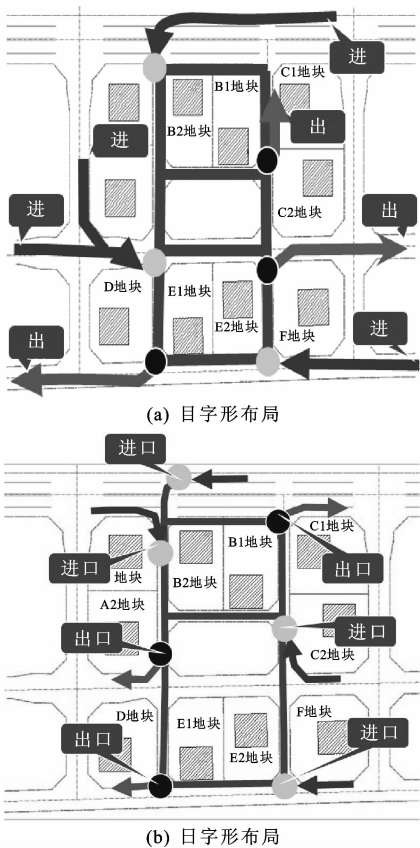 进
C1地块
B1地块
出
B2地块
进
进
C2地块
出
D地块
E1地块
出
E2地块
F地块
进
(a) 目字形布局
进口
C1地块
B1地块
进口
地块
B2地块
出口
A2地块
进口
出口
C2地块
D地块
E1地块
F地块
出口
E2地块
进口
(b) 日字形布局